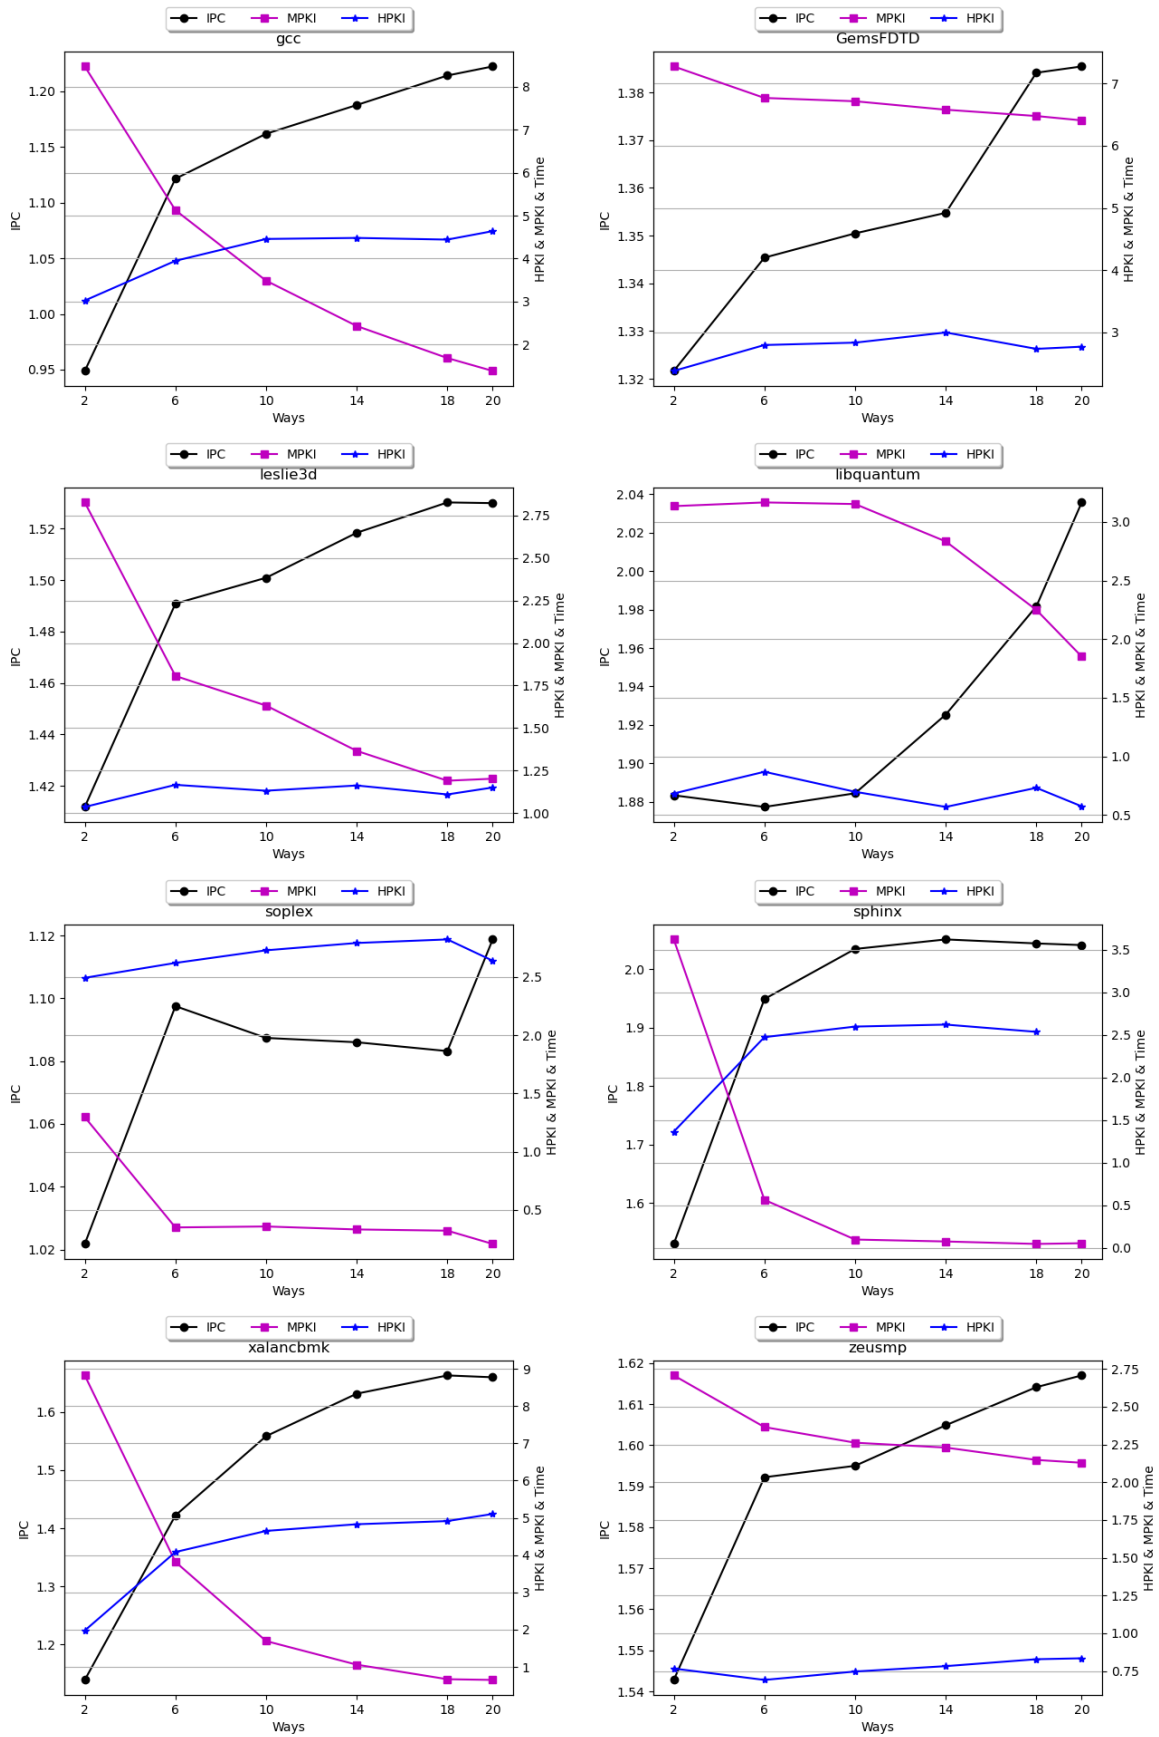 IPC MPKI HPKI
gcc
1.20
1.15
1.10
1.05
1.00
0.95
IPC
8
7
6
5
4
3
2
HPKI & MPKI & Time
2 6 10 14 18 20
Ways
IPC MPKI HPKI
GemsFDTD
1.38
1.37
1.36
1.35
1.34
1.33
1.32
IPC
7
6
5
4
3
HPKI & MPKI & Time
2 6 10 14 18 20
Ways
IPC MPKI HPKI
leslie3d
1.52
1.50
1.48
1.46
1.44
1.42
IPC
2.75
2.50
2.25
2.00
1.75
1.50
1.25
1.00
HPKI & MPKI & Time
2 6 10 14 18 20
Ways
IPC MPKI HPKI
libquantum
2.04
2.02
2.00
1.98
1.96
1.94
1.92
1.90
1.88
IPC
3.0
2.5
2.0
1.5
1.0
0.5
HPKI & MPKI & Time
2 6 10 14 18 20
Ways
IPC MPKI HPKI
soplex
1.12
1.10
1.08
1.06
1.04
1.02
IPC
2.5
2.0
1.5
1.0
0.5
HPKI & MPKI & Time
2 6 10 14 18 20
Ways
IPC MPKI HPKI
sphinx
2.0
1.9
1.8
1.7
1.6
IPC
3.5
3.0
2.5
2.0
1.5
1.0
0.5
0.0
HPKI & MPKI & Time
2 6 10 14 18 20
Ways
IPC MPKI HPKI
xalancbmk
1.6
1.5
1.4
1.3
1.2
IPC
9
8
7
6
5
4
3
2
1
HPKI & MPKI & Time
2 6 10 14 18 20
Ways
IPC MPKI HPKI
zeusmp
1.62
1.61
1.60
1.59
1.58
1.57
1.56
1.55
1.54
IPC
2.75
2.50
2.25
2.00
1.75
1.50
1.25
1.00
0.75
HPKI & MPKI & Time
2 6 10 14 18 20
Ways